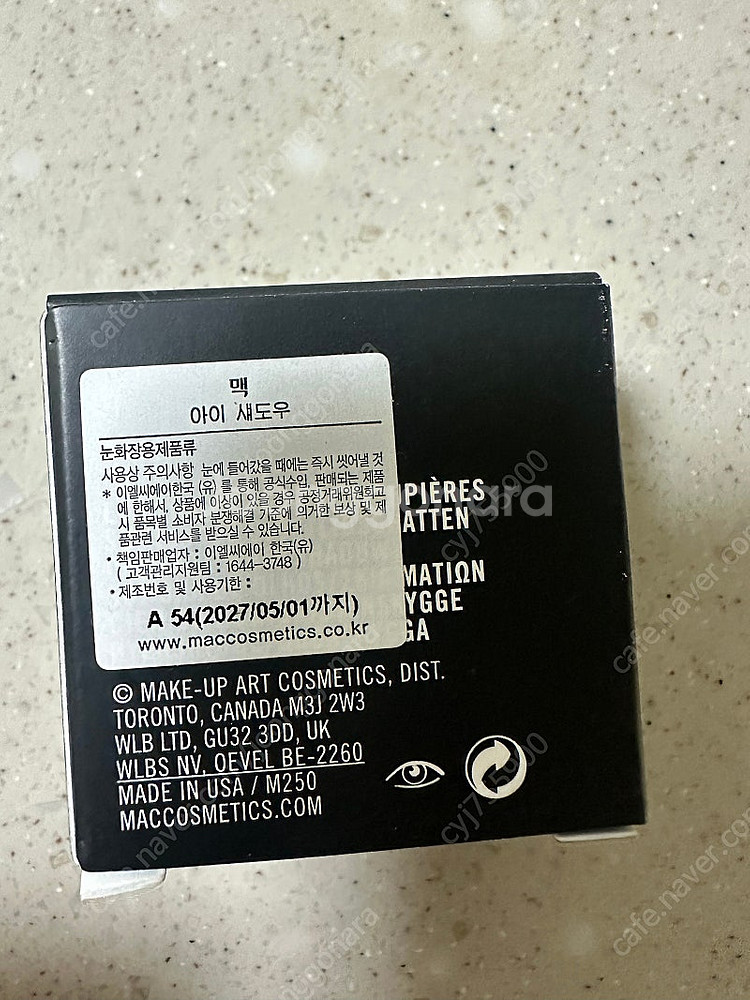 맥
아이 섀도우
눈화장용제품류
사용상 주의사항 눈에 들어갔을 때에는 즉시 씻어낼 것
* 이엘씨에이한국 (유) 를 통해 공식수입, 판매되는 제품
에 한해서, 상품에 이상이 있을 경우 공정거래위원회고
시 품목별 소비자 분쟁해결 기준에 의거한 보상 및 제
품관련 서비스를 받으실 수 있습니다.
• 책임판매업자 : 이엘씨에이 한국(유)
( 고객관리지원팀 : 1644-3748 )
• 제조번호 및 사용기한 :
A 54(2027/05/01까지)
www.maccosmetics.co.kr
PIÈRES
ATTEN
MATIΩN
YGGE
GA
© MAKE-UP ART COSMETICS, DIST.
TORONTO, CANADA M3J 2W3
WLB LTD, GU32 3DD, UK
WLBS NV, OEVEL BE-2260
MADE IN USA / M250
MACCOSMETICS.COM
cafe.naver.com
cyj795900